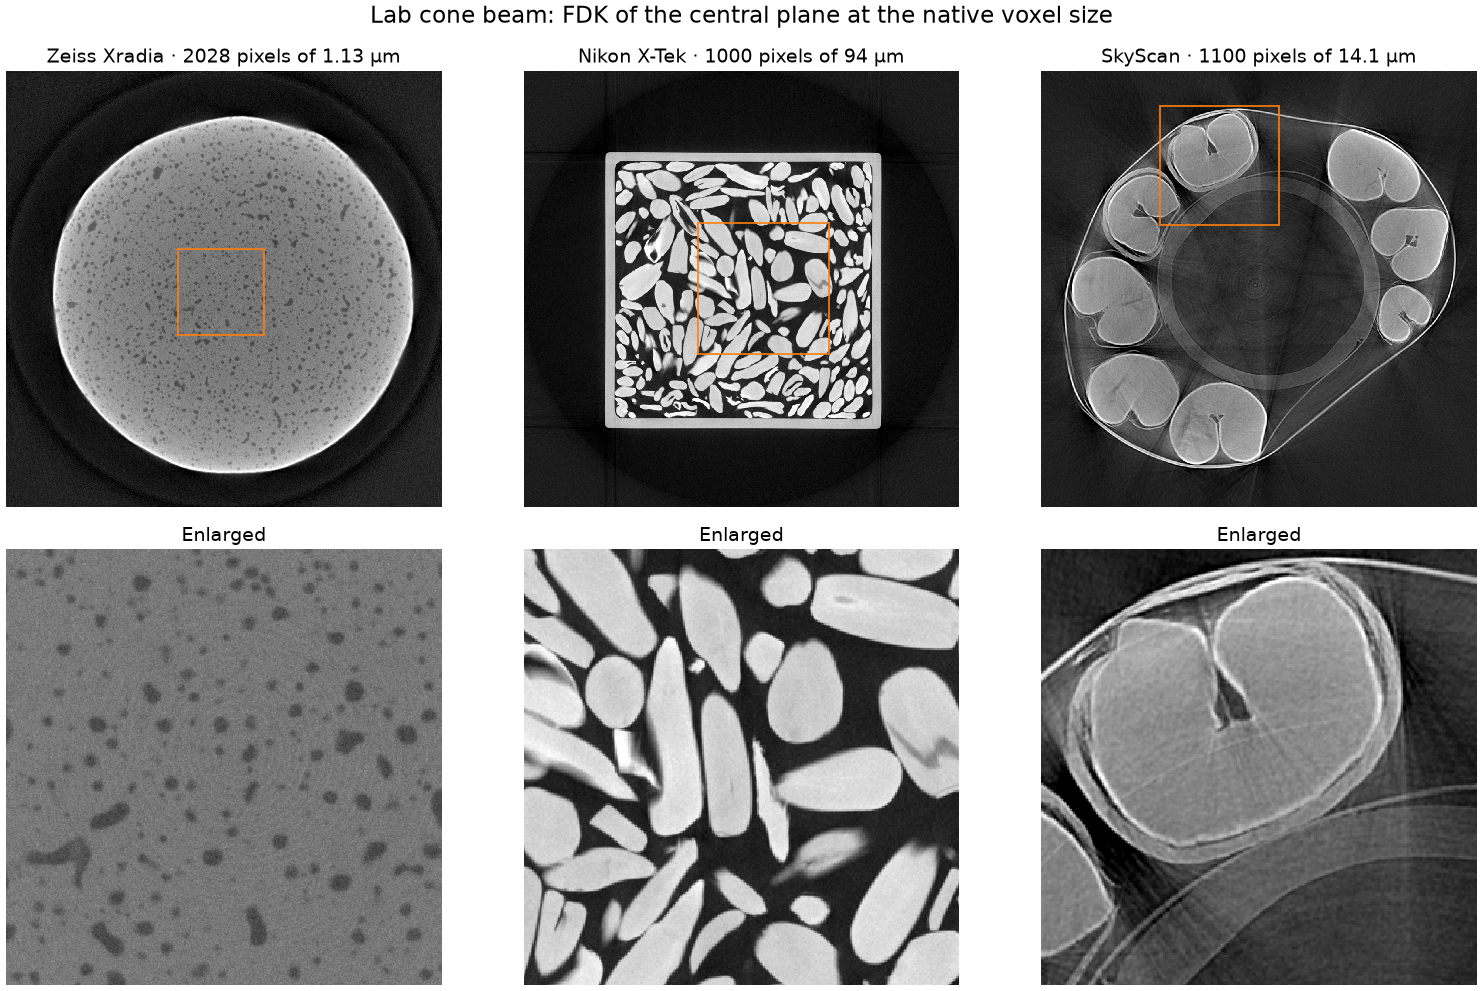 Lab cone beam: FDK of the central plane at the native voxel size
Zeiss Xradia · 2028 pixels of 1.13 µm
Nikon X-Tek · 1000 pixels of 94 µm
SkyScan · 1100 pixels of 14.1 µm
Enlarged
Enlarged
Enlarged